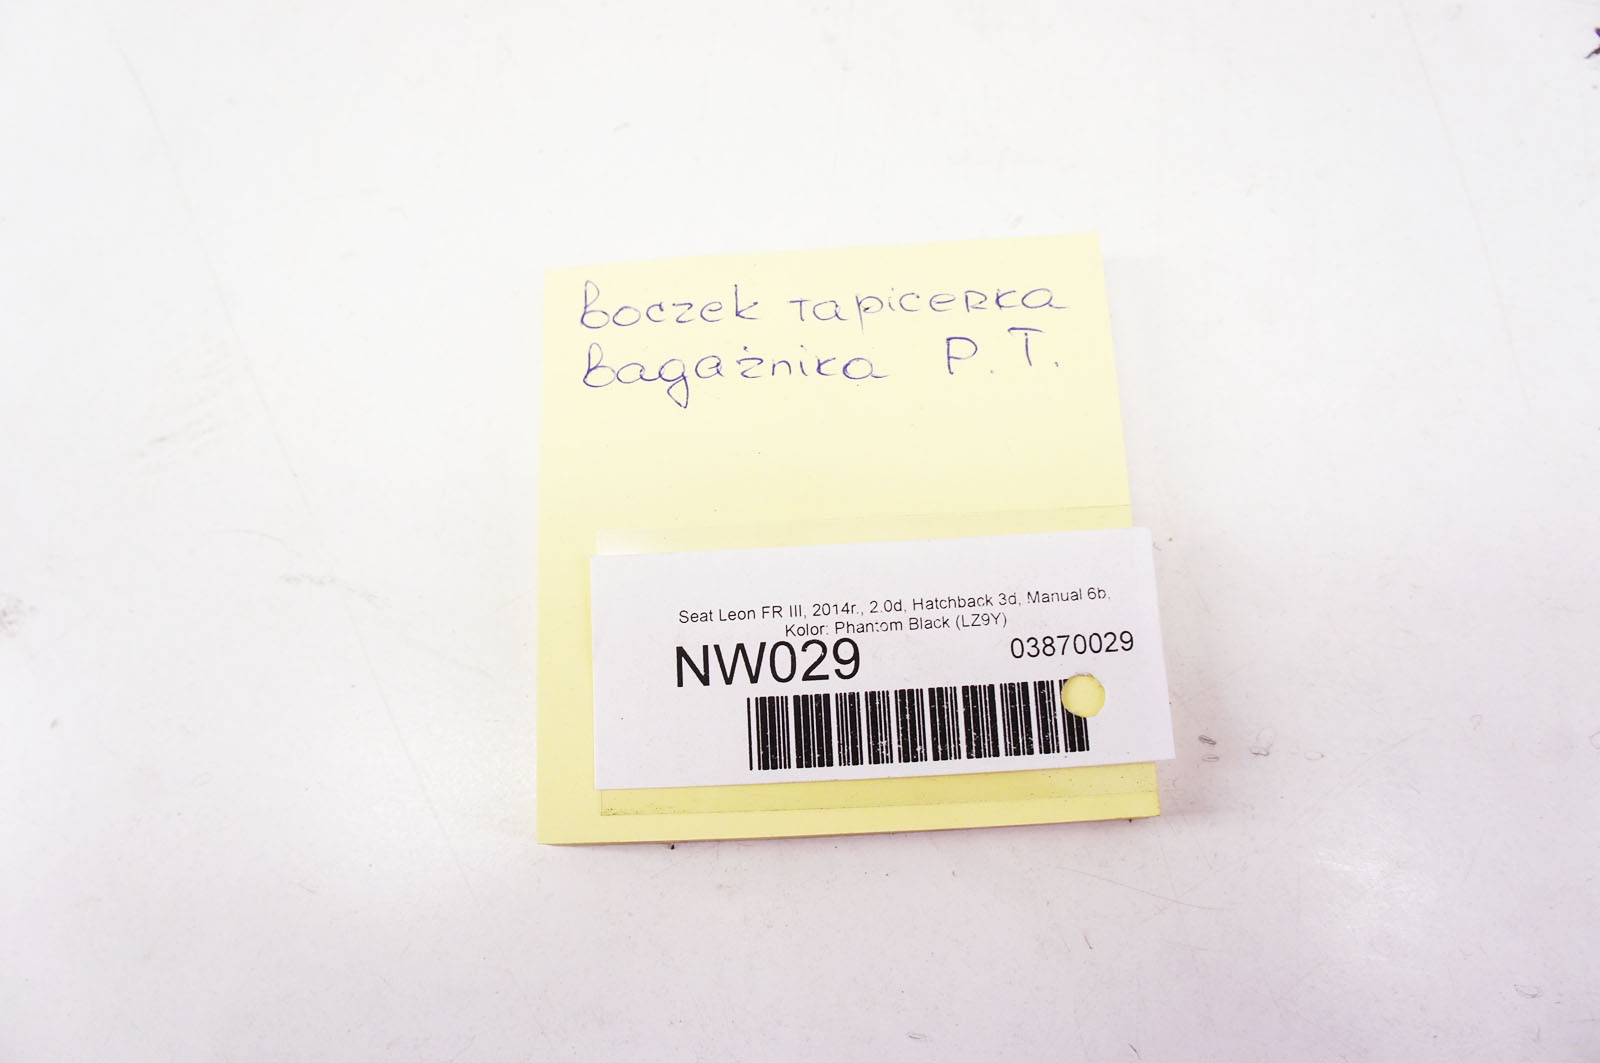 Boczek Tapicerka
Bagażnika P.T.
Seat Leon FR III, 2014r., 2.0d, Hatchback 3d, Manual 6b,
Kolor: Phantom Black (LZ9Y)
NW029 03870029